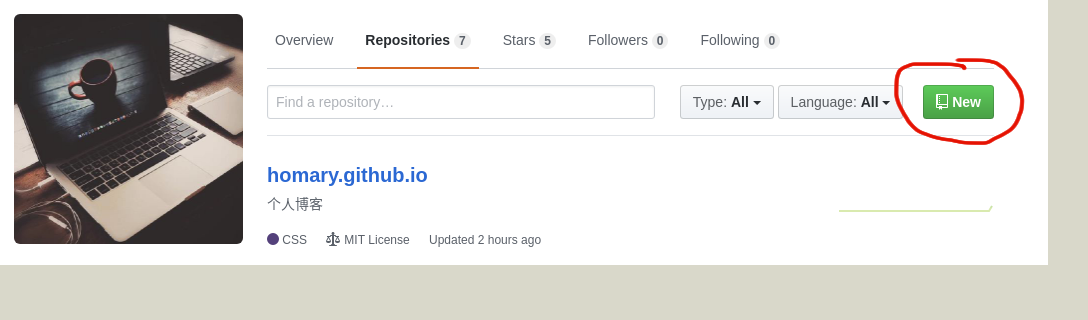 Overview Repositories 7 Stars 5 Followers 0 Following 0
Find a repository… Type: All Language: All New
homary.github.io
个人博客
CSS MIT License Updated 2 hours ago